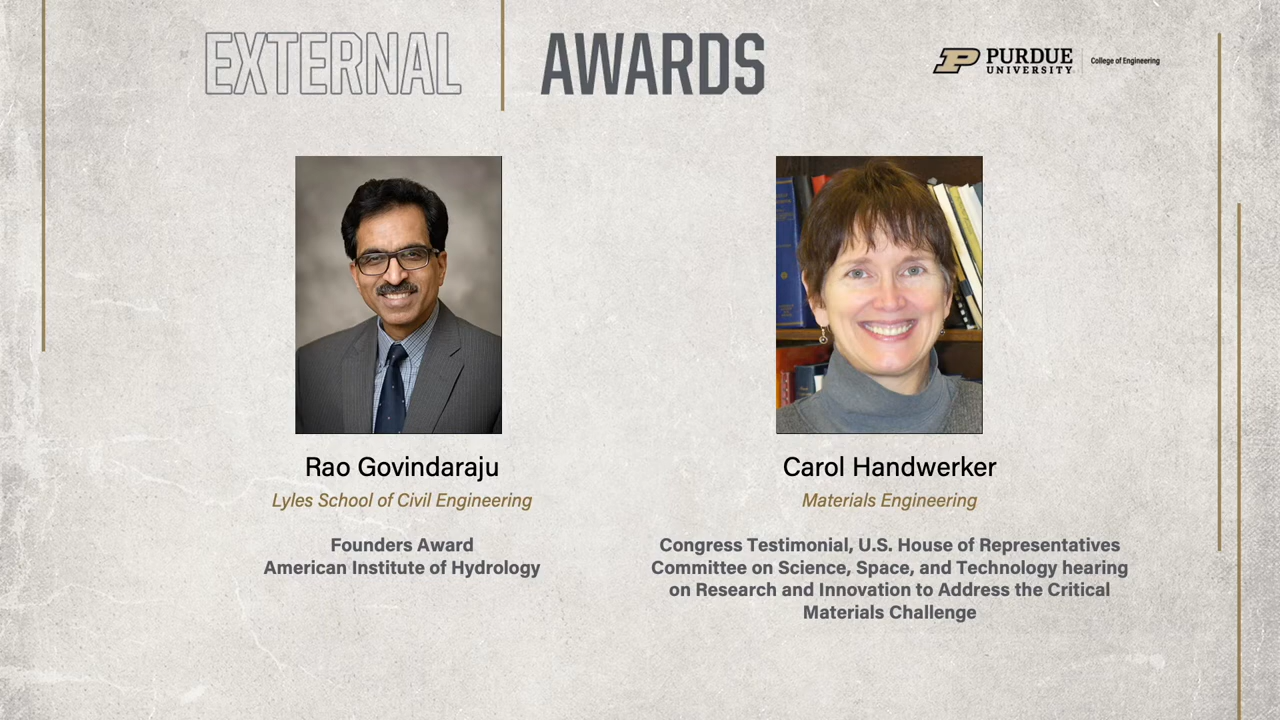 EXTERNAL AWARDS
PURDUE UNIVERSITY
College of Engineering
Rao Govindaraju
Lyles School of Civil Engineering
Founders Award
American Institute of Hydrology
Carol Handwerker
Materials Engineering
Congress Testimonial, U.S. House of Representatives
Committee on Science, Space, and Technology hearing
on Research and Innovation to Address the Critical
Materials Challenge